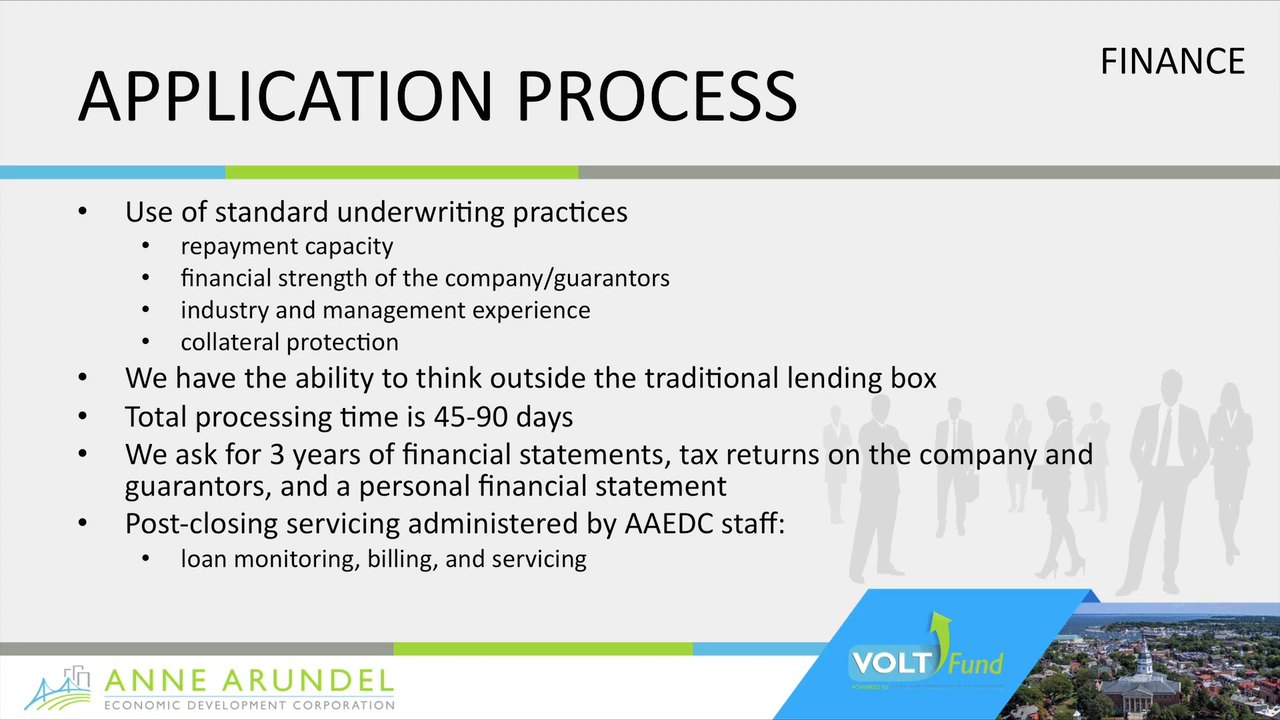 FINANCE
APPLICATION PROCESS
• Use of standard underwriting practices
• repayment capacity
• financial strength of the company/guarantors
• industry and management experience
• collateral protection
• We have the ability to think outside the traditional lending box
• Total processing time is 45-90 days
• We ask for 3 years of financial statements, tax returns on the company and
guarantors, and a personal financial statement
• Post-closing servicing administered by AAEDC staff:
• loan monitoring, billing, and servicing
VOLT Fund
POWERED BY
ANNE ARUNDEL
ECONOMIC DEVELOPMENT CORPORATION